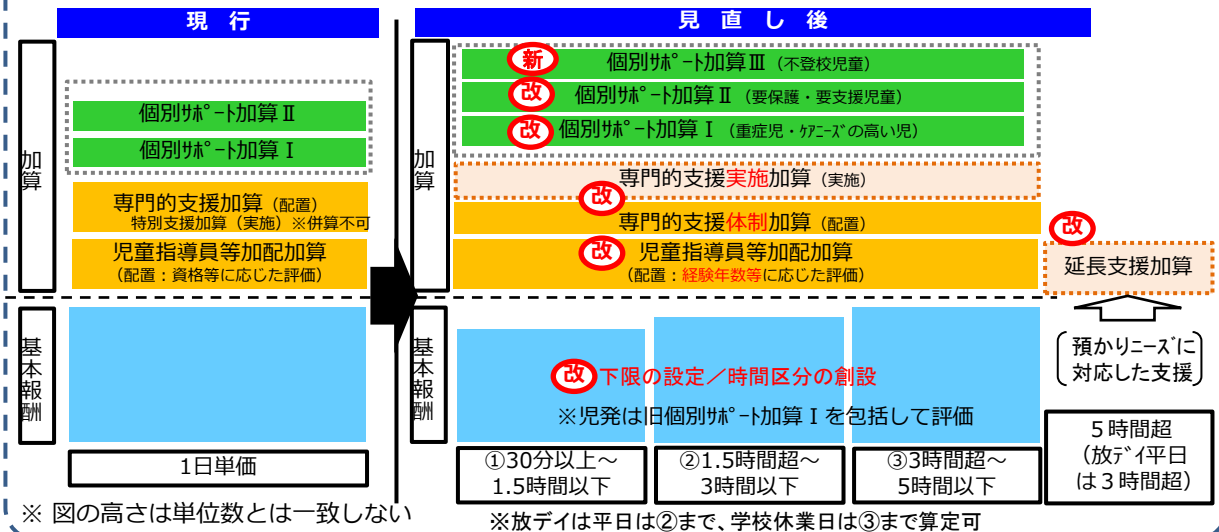 現　行
見　直　し　後
加算
個別ｻﾎﾟｰﾄ加算Ⅱ
個別ｻﾎﾟｰﾄ加算Ⅰ
専門的支援加算（配置）
特別支援加算（実施）※併算不可
児童指導員等加配加算
（配置：資格等に応じた評価）
基本報酬
1日単価
※ 図の高さは単位数とは一致しない
加算
新
個別ｻﾎﾟｰﾄ加算Ⅲ（不登校児童）
改
個別ｻﾎﾟｰﾄ加算Ⅱ（要保護・要支援児童）
改
個別ｻﾎﾟｰﾄ加算Ⅰ（重症児・ｹｱﾆｰｽﾞの高い児）
専門的支援実施加算（実施）
改
専門的支援体制加算（配置）
改
児童指導員等加配加算
（配置：経験年数等に応じた評価）
改
延長支援加算
預かりﾆｰｽﾞに
対応した支援
基本報酬
改
下限の設定／時間区分の創設
※児発は旧個別ｻﾎﾟｰﾄ加算Ⅰを包括して評価
①30分以上～
1.5時間以下
②1.5時間超～
3時間以下
③3時間超～
5時間以下
５時間超
（放ﾃﾞｲ平日
は３時間超）
※放デイは平日は②まで、学校休業日は③まで算定可